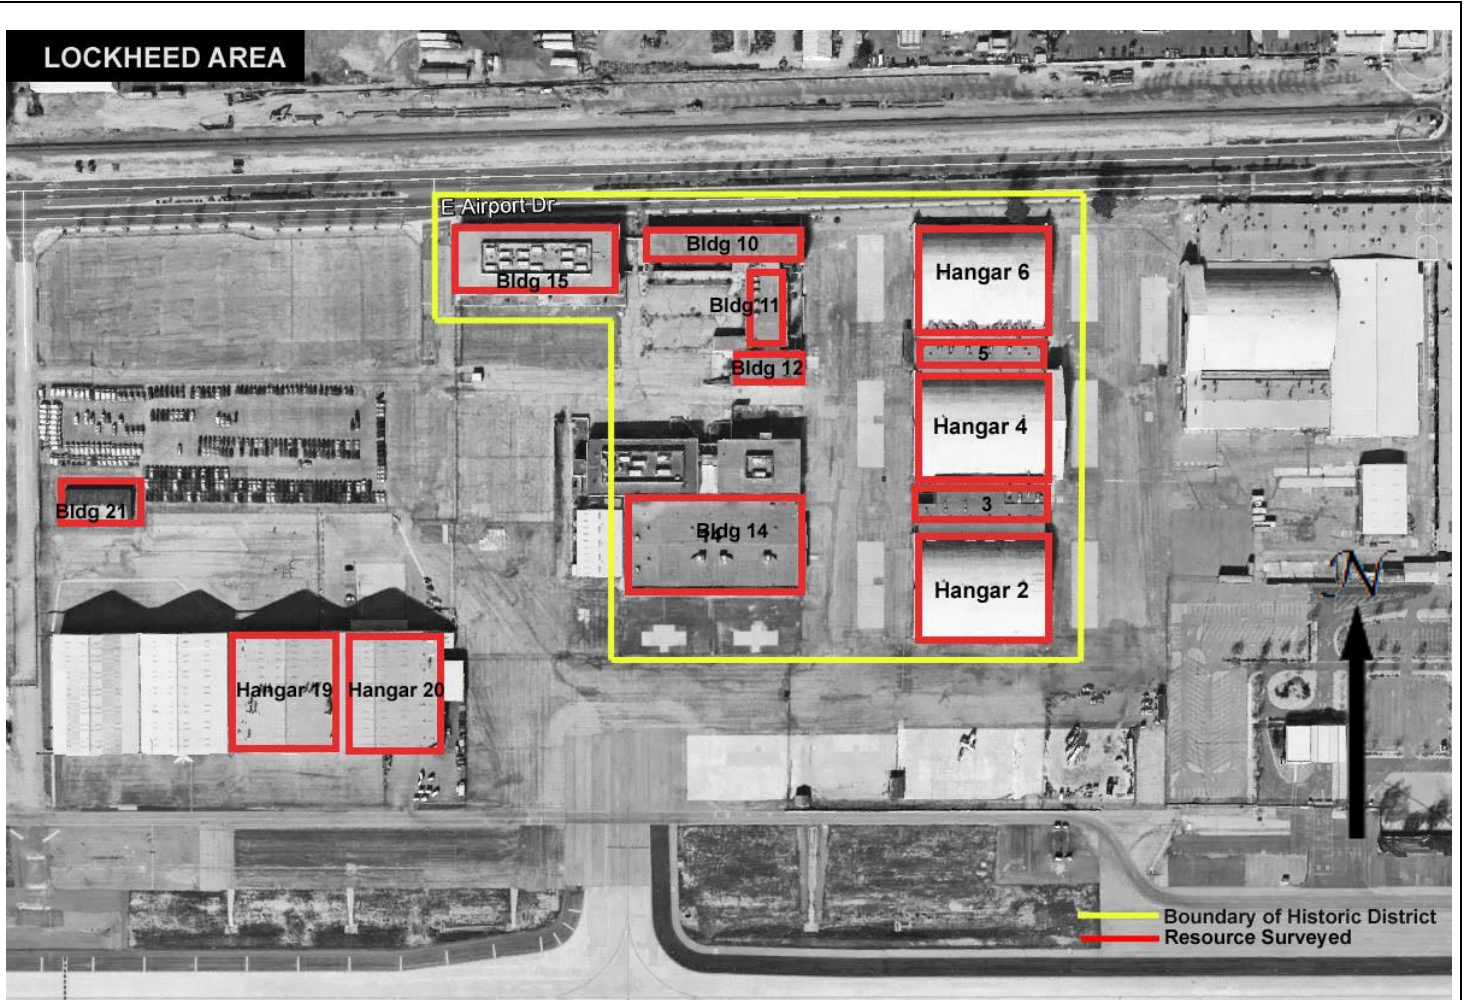 LOCKHEED AREA
E Airport Dr
Bldg 15
Bldg 10
Bldg 11
Bldg 12
Hangar 6
5
Hangar 4
3
Hangar 2
Bldg 14
14
Bldg 21
Hangar 19
Hangar 20
N
Boundary of Historic District
Resource Surveyed